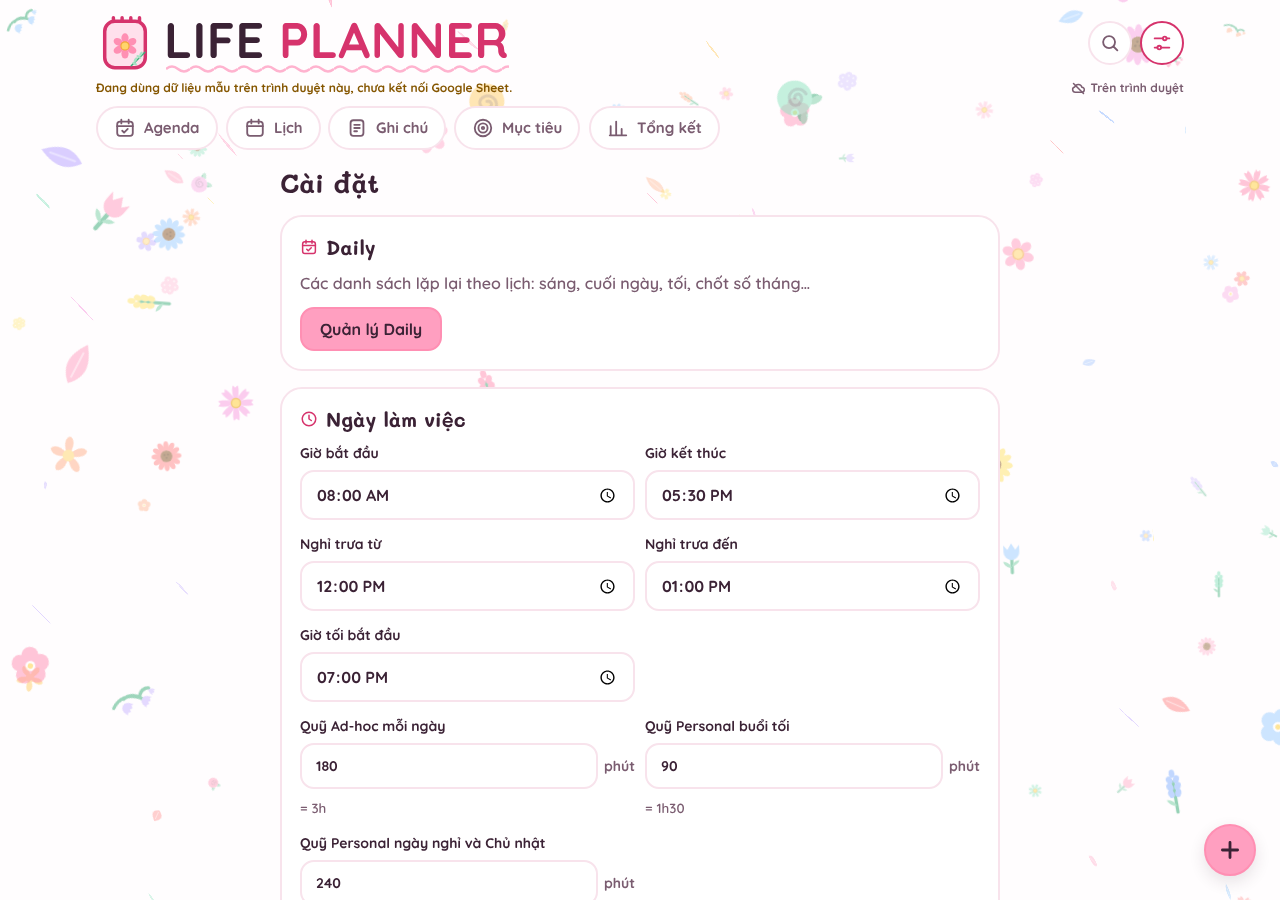 LIFE PLANNER
Đang dùng dữ liệu mẫu trên trình duyệt này, chưa kết nối Google Sheet.
Trên trình duyệt
Agenda
Lịch
Ghi chú
Mục tiêu
Tổng kết
Cài đặt
Daily
Các danh sách lặp lại theo lịch: sáng, cuối ngày, tối, chốt sổ tháng…
Quản lý Daily
Ngày làm việc
Giờ bắt đầu
Giờ kết thúc
08:00 AM
05:30 PM
Nghỉ trưa từ
Nghỉ trưa đến
12:00 PM
01:00 PM
Giờ tối bắt đầu
07:00 PM
Quỹ Ad-hoc mỗi ngày
Quỹ Personal buổi tối
180 phút
90 phút
= 3h
= 1h30
Quỹ Personal ngày nghỉ và Chủ nhật
240 phút